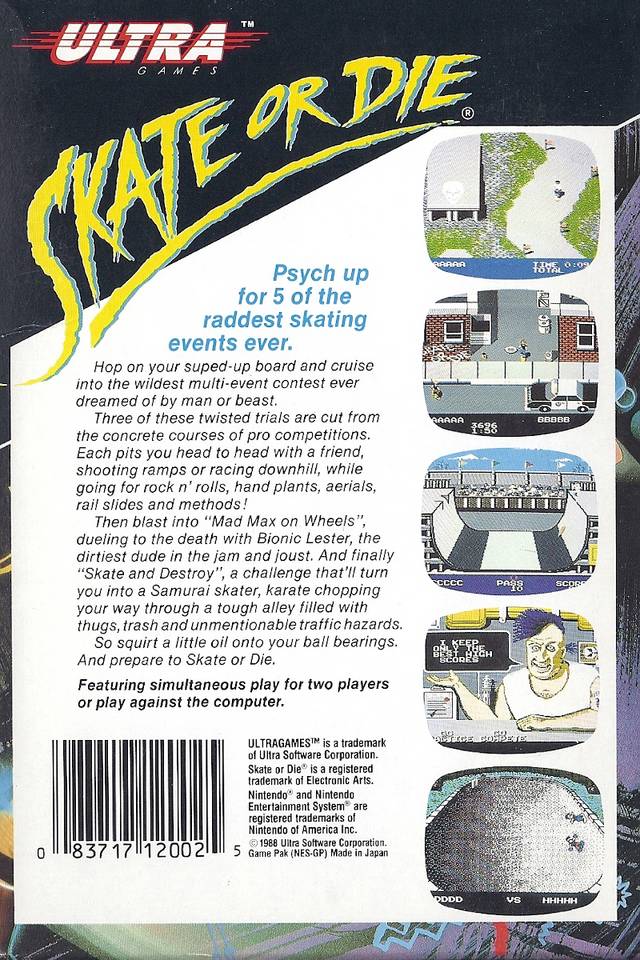 ULTRA™
GAMES
SKATE OR DIE®
Psych up
for 5 of the
raddest skating
events ever.
Hop on your suped-up board and cruise
into the wildest multi-event contest ever
dreamed of by man or beast.
Three of these twisted trials are cut from
the concrete courses of pro competitions.
Each pits you head to head with a friend,
shooting ramps or racing downhill, while
going for rock n' rolls, hand plants, aerials,
rail slides and methods!
Then blast into "Mad Max on Wheels",
dueling to the death with Bionic Lester, the
dirtiest dude in the jam and joust. And finally
"Skate and Destroy", a challenge that'll turn
you into a Samurai skater, karate chopping
your way through a tough alley filled with
thugs, trash and unmentionable traffic hazards.
So squirt a little oil onto your ball bearings.
And prepare to Skate or Die.
Featuring simultaneous play for two players
or play against the computer.
AAAAA TIME 0:09
TOTAL
AAAAA BBBBB
3696
1:50
CCCC PASS SCOR
10
I KEEP
ONLY THE
BEST HIGH
SCORES
GO GO
COMPETE
DDDD VS HHHHH
ULTRAGAMES™ is a trademark
of Ultra Software Corporation.
Skate or Die® is a registered
trademark of Electronic Arts.
Nintendo® and Nintendo
Entertainment System® are
registered trademarks of
Nintendo of America Inc.
© 1988 Ultra Software Corporation.
Game Pak (NES-GP) Made in Japan
0 83717 12002 5